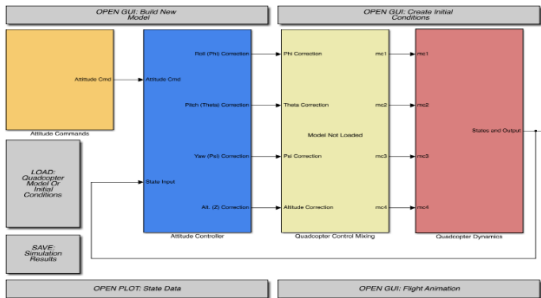 OPEN GUI: Build New
Model
OPEN GUI: Create Initial
Conditions
Attitude Cmd
Attitude Commands
Attitude Cmd
State Input
Roll (Phi) Correction
Pitch (Theta) Correction
Yaw (Psi) Correction
Alt. (Z) Correction
Attitude Controller
Phi Correction
Theta Correction
Model Not Loaded
Psi Correction
Attitude Correction
mc1
mc2
mc3
mc4
Quadcopter Control Mixing
mc1
mc2
mc3
mc4
States and Output
Quadcopter Dynamics
LOAD:
Quadcopter
Model Or
Initial
Conditions
SAVE:
Simulation
Results
OPEN PLOT: State Data
OPEN GUI: Flight Animation